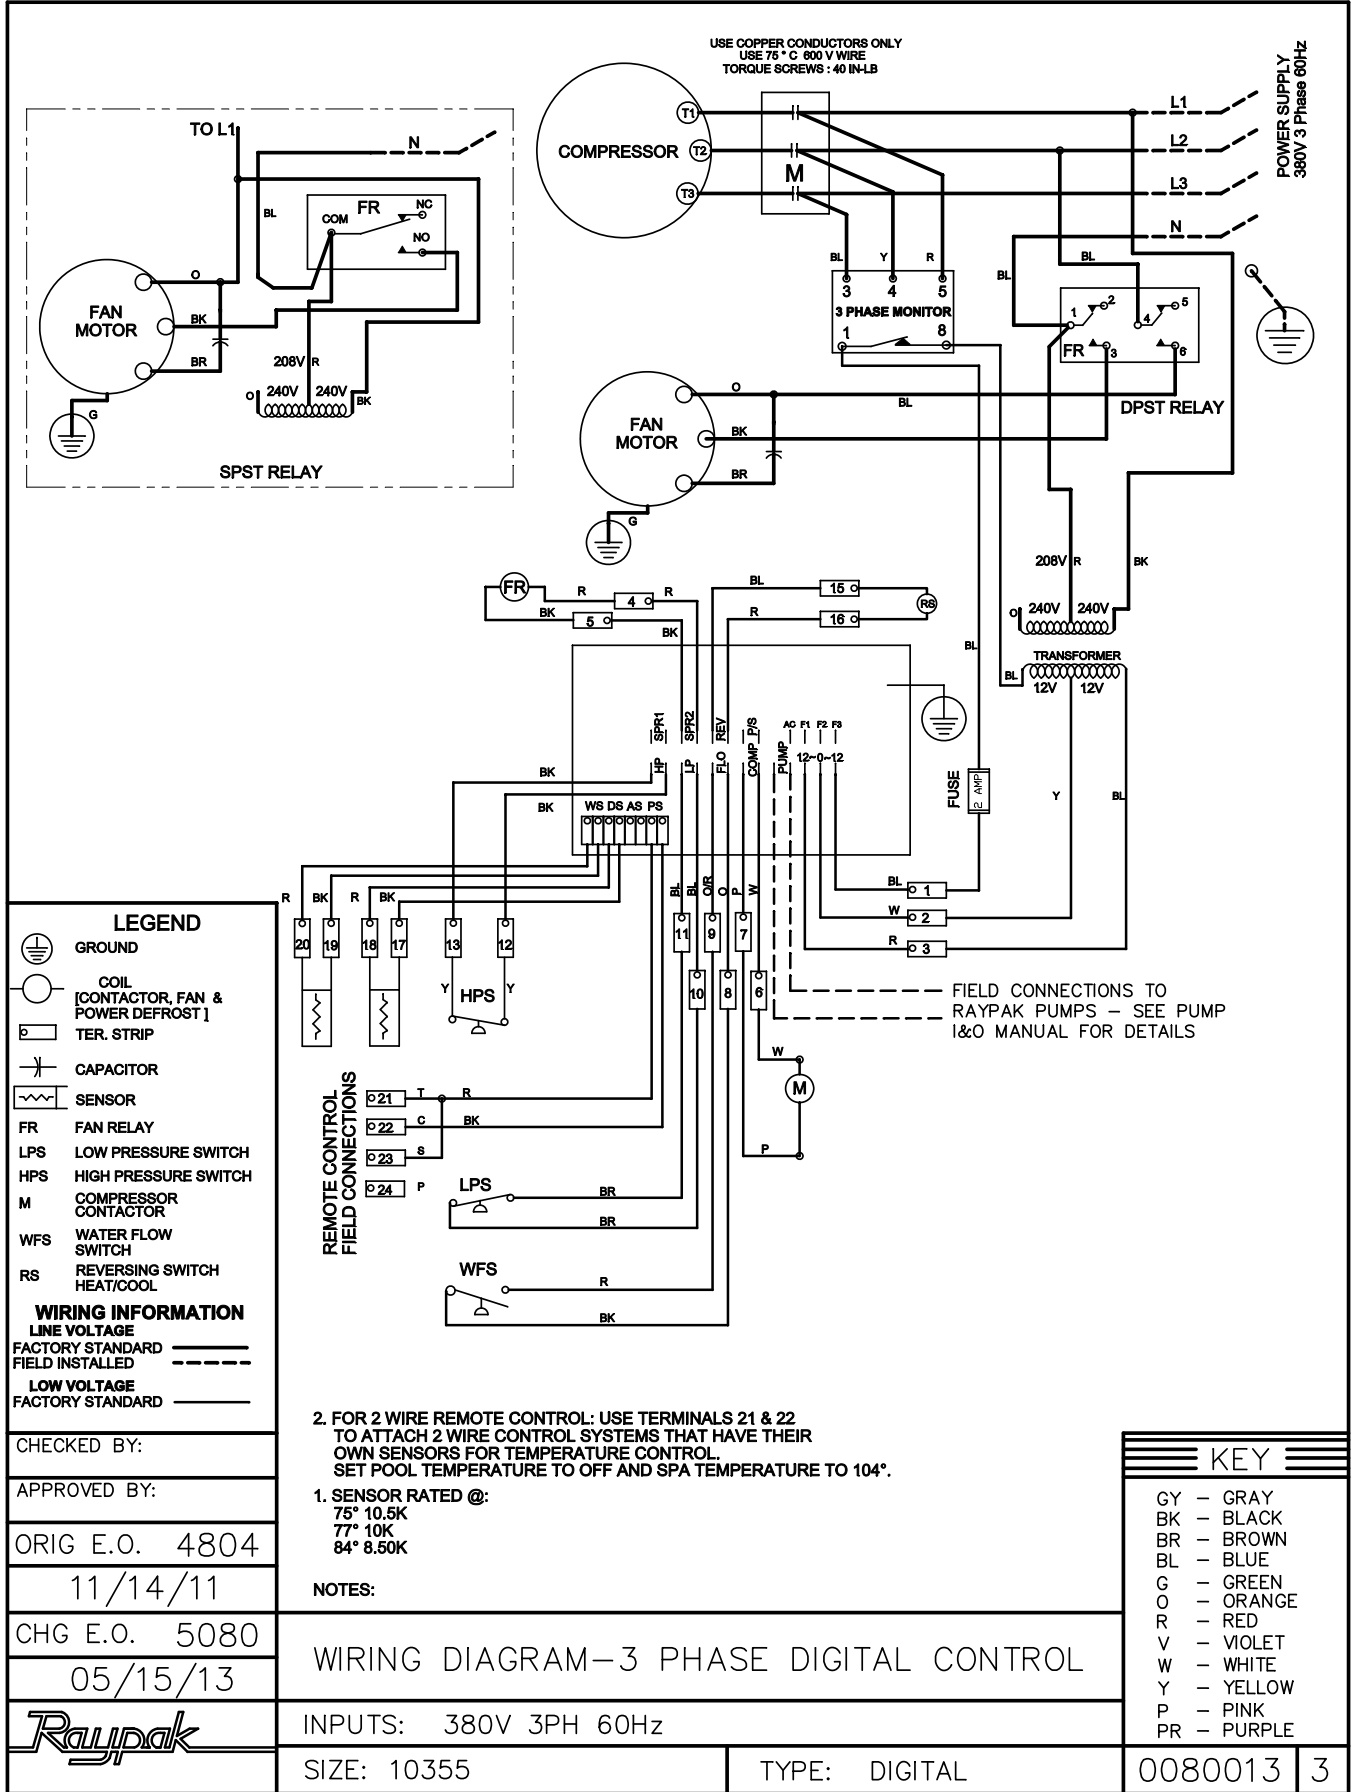 USE COPPER CONDUCTORS ONLY
USE 75 ° C 600 V WIRE
TORQUE SCREWS : 40 IN-LB
POWER SUPPLY
380V 3 Phase 60Hz
L1
L2
L3
N
COMPRESSOR
T1
T2
T3
M
TO L1
N
BL
FR
COM
NC
NO
O
BK
BR
FAN
MOTOR
G
208V
R
240V 240V
O
BK
SPST RELAY
BL Y R
3 4 5
3 PHASE MONITOR
1 8
BL
BL
1 2 4 5
FR 3 6
DPST RELAY
FAN
MOTOR
O
BL
BK
BR
G
208V R
BK
O 240V 240V
TRANSFORMER
BL
12V 12V
BL
Y
BL
FR
R 4 R
BK 5
BK
BL 15
R 16
RS
HP SPR1
LP SPR2
FLO REV
COMP P/S
PUMP
AC F1 F2 F3
12~0~12
FUSE
2 AMP
BK
BK
WS DS AS PS
R BK R BK
20 19 18 17 13 12
BL BL O/R O P W
11 9 7
10 8 6
BL 1
W 2
R 3
Y HPS Y
FIELD CONNECTIONS TO
RAYPAK PUMPS – SEE PUMP
I&O MANUAL FOR DETAILS
W
M
P
REMOTE CONTROL
FIELD CONNECTIONS
21 T R
22 C BK
23 S
24 P
LPS
BR
BR
WFS
R
BK
LEGEND
GROUND
COIL
[CONTACTOR, FAN &
POWER DEFROST ]
TER. STRIP
CAPACITOR
SENSOR
FR FAN RELAY
LPS LOW PRESSURE SWITCH
HPS HIGH PRESSURE SWITCH
M COMPRESSOR
CONTACTOR
WFS WATER FLOW
SWITCH
RS REVERSING SWITCH
HEAT/COOL
WIRING INFORMATION
LINE VOLTAGE
FACTORY STANDARD
FIELD INSTALLED
LOW VOLTAGE
FACTORY STANDARD
CHECKED BY:
APPROVED BY:
ORIG E.O. 4804
11/14/11
CHG E.O. 5080
05/15/13
Raypak
2. FOR 2 WIRE REMOTE CONTROL: USE TERMINALS 21 & 22
TO ATTACH 2 WIRE CONTROL SYSTEMS THAT HAVE THEIR
OWN SENSORS FOR TEMPERATURE CONTROL.
SET POOL TEMPERATURE TO OFF AND SPA TEMPERATURE TO 104°.
1. SENSOR RATED @:
75° 10.5K
77° 10K
84° 8.50K
NOTES:
WIRING DIAGRAM–3 PHASE DIGITAL CONTROL
INPUTS: 380V 3PH 60Hz
SIZE: 10355
TYPE: DIGITAL
KEY
GY – GRAY
BK – BLACK
BR – BROWN
BL – BLUE
G – GREEN
O – ORANGE
R – RED
V – VIOLET
W – WHITE
Y – YELLOW
P – PINK
PR – PURPLE
0080013 3